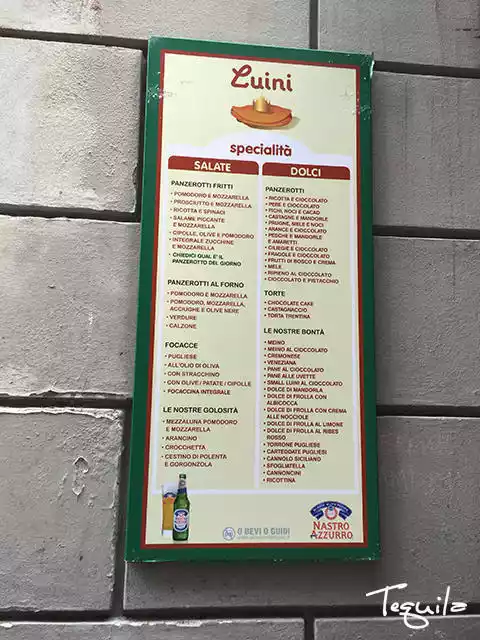 Luini
specialità
SALATE
PANZEROTTI FRITTI
• POMODORO E MOZZARELLA
• PROSCIUTTO E MOZZARELLA
• RICOTTA E SPINACI
• SALAME PICCANTE
E MOZZARELLA
• CIPOLLE, OLIVE E POMODORO
• INTEGRALE ZUCCHINE
E MOZZARELLA
• CHIEDICI QUAL E' IL
PANZEROTTO DEL GIORNO
PANZEROTTI AL FORNO
• POMODORO E MOZZARELLA
• POMODORO, MOZZARELLA,
ACCIUGHE E OLIVE NERE
• VERDURE
• CALZONE
FOCACCE
• PUGLIESE
• ALL'OLIO DI OLIVA
• CON STRACCHINO
• CON OLIVE / PATATE / CIPOLLE
• FOCACCINA INTEGRALE
LE NOSTRE GOLOSITÀ
• MEZZALUNA POMODORO
E MOZZARELLA
• ARANCINO
• CROCCHETTA
• CESTINO DI POLENTA
E GORGONZOLA
DOLCI
PANZEROTTI
• RICOTTA E CIOCCOLATO
• PERE E CIOCCOLATO
• FICHI, NOCI E CACAO
• CASTAGNE E MANDORLE
• PRUGNE, MIELE E NOCI
• ARANCE E CIOCCOLATO
• PESCHE E MANDORLE
E AMARETTI
• CILIEGIE E CIOCCOLATO
• FRAGOLE E CIOCCOLATO
• FRUTTI DI BOSCO E CREMA
• MELE
• RIPIENO AL CIOCCOLATO
• CIOCCOLATO E PISTACCHIO
TORTE
• CHOCOLATE CAKE
• CASTAGNACCIO
• TORTA TRENTINA
LE NOSTRE BONTÀ
• MEINO
• MEINO AL CIOCCOLATO
• CREMONESE
• VENEZIANA
• PANE AL CIOCCOLATO
• PANE ALLE UVETTE
• SMALL LUINI AL CIOCCOLATO
• DOLCE DI MANDORLA
• DOLCE DI FROLLA CON
ALBICOCCA
• DOLCE DI FROLLA CON CREMA
ALLE NOCCIOLE
• DOLCE DI FROLLA AL LIMONE
• DOLCE DI FROLLA AL RIBES
ROSSO
• TORRONE PUGLIESE
• CARTEGGATE PUGLIESI
• CANNOLO SICILIANO
• SFOGLIATELLA
• CANNONCINI
• RICOTTINA
O BEVI O GUIDI
NASTRO
AZZURRO
Tequila